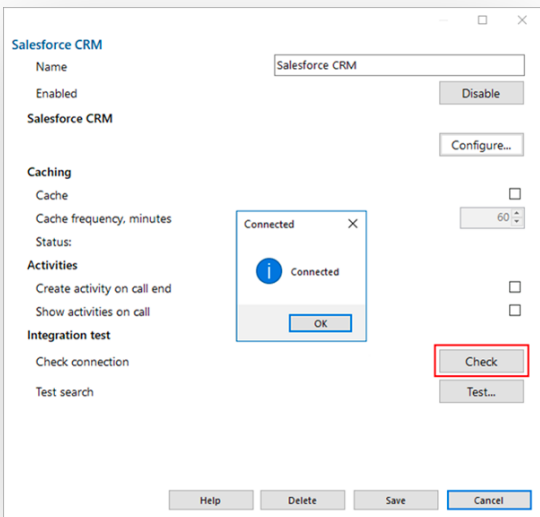 Salesforce CRM
Name Salesforce CRM
Enabled Disable
Salesforce CRM
Configure...
Caching
Cache
Cache frequency, minutes 60
Status:
Activities
Create activity on call end
Show activities on call
Integration test
Check connection Check
Test search Test...
Connected
Connected
OK
Help Delete Save Cancel